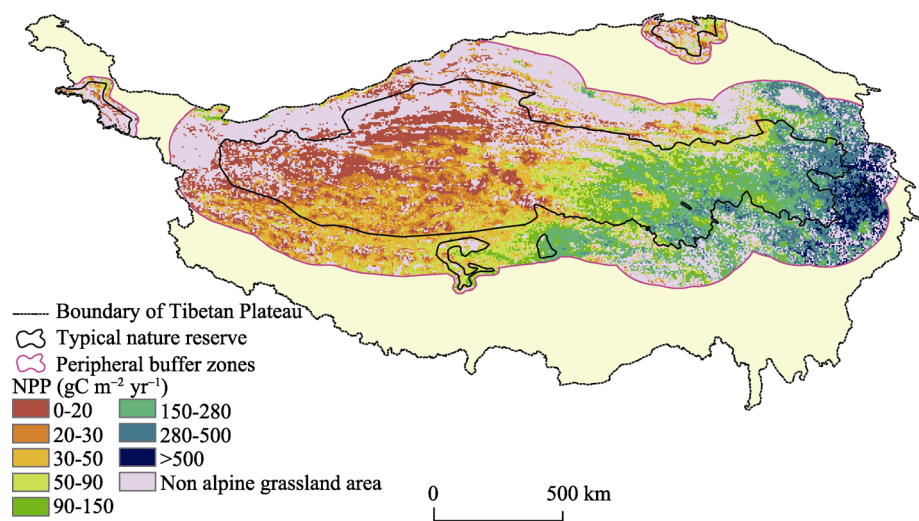 Boundary of Tibetan Plateau
Typical nature reserve
Peripheral buffer zones
NPP (gC m⁻² yr⁻¹)
0-20
20-30
30-50
50-90
90-150
150-280
280-500
>500
Non alpine grassland area
0 500 km